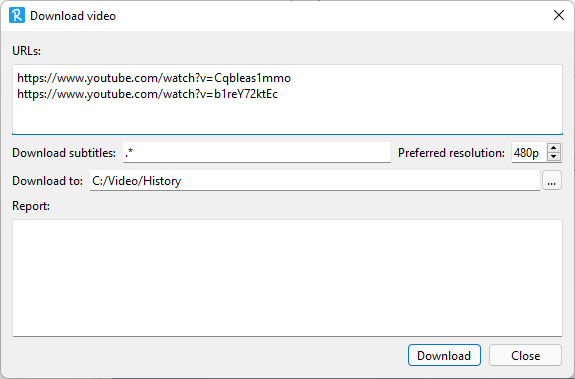 Download video
URLs:
https://www.youtube.com/watch?v=Cqbleas1mmo
https://www.youtube.com/watch?v=b1reY72ktEc
Download subtitles: .* Preferred resolution: 480p
Download to: C:/Video/History ...
Report:
Download Close